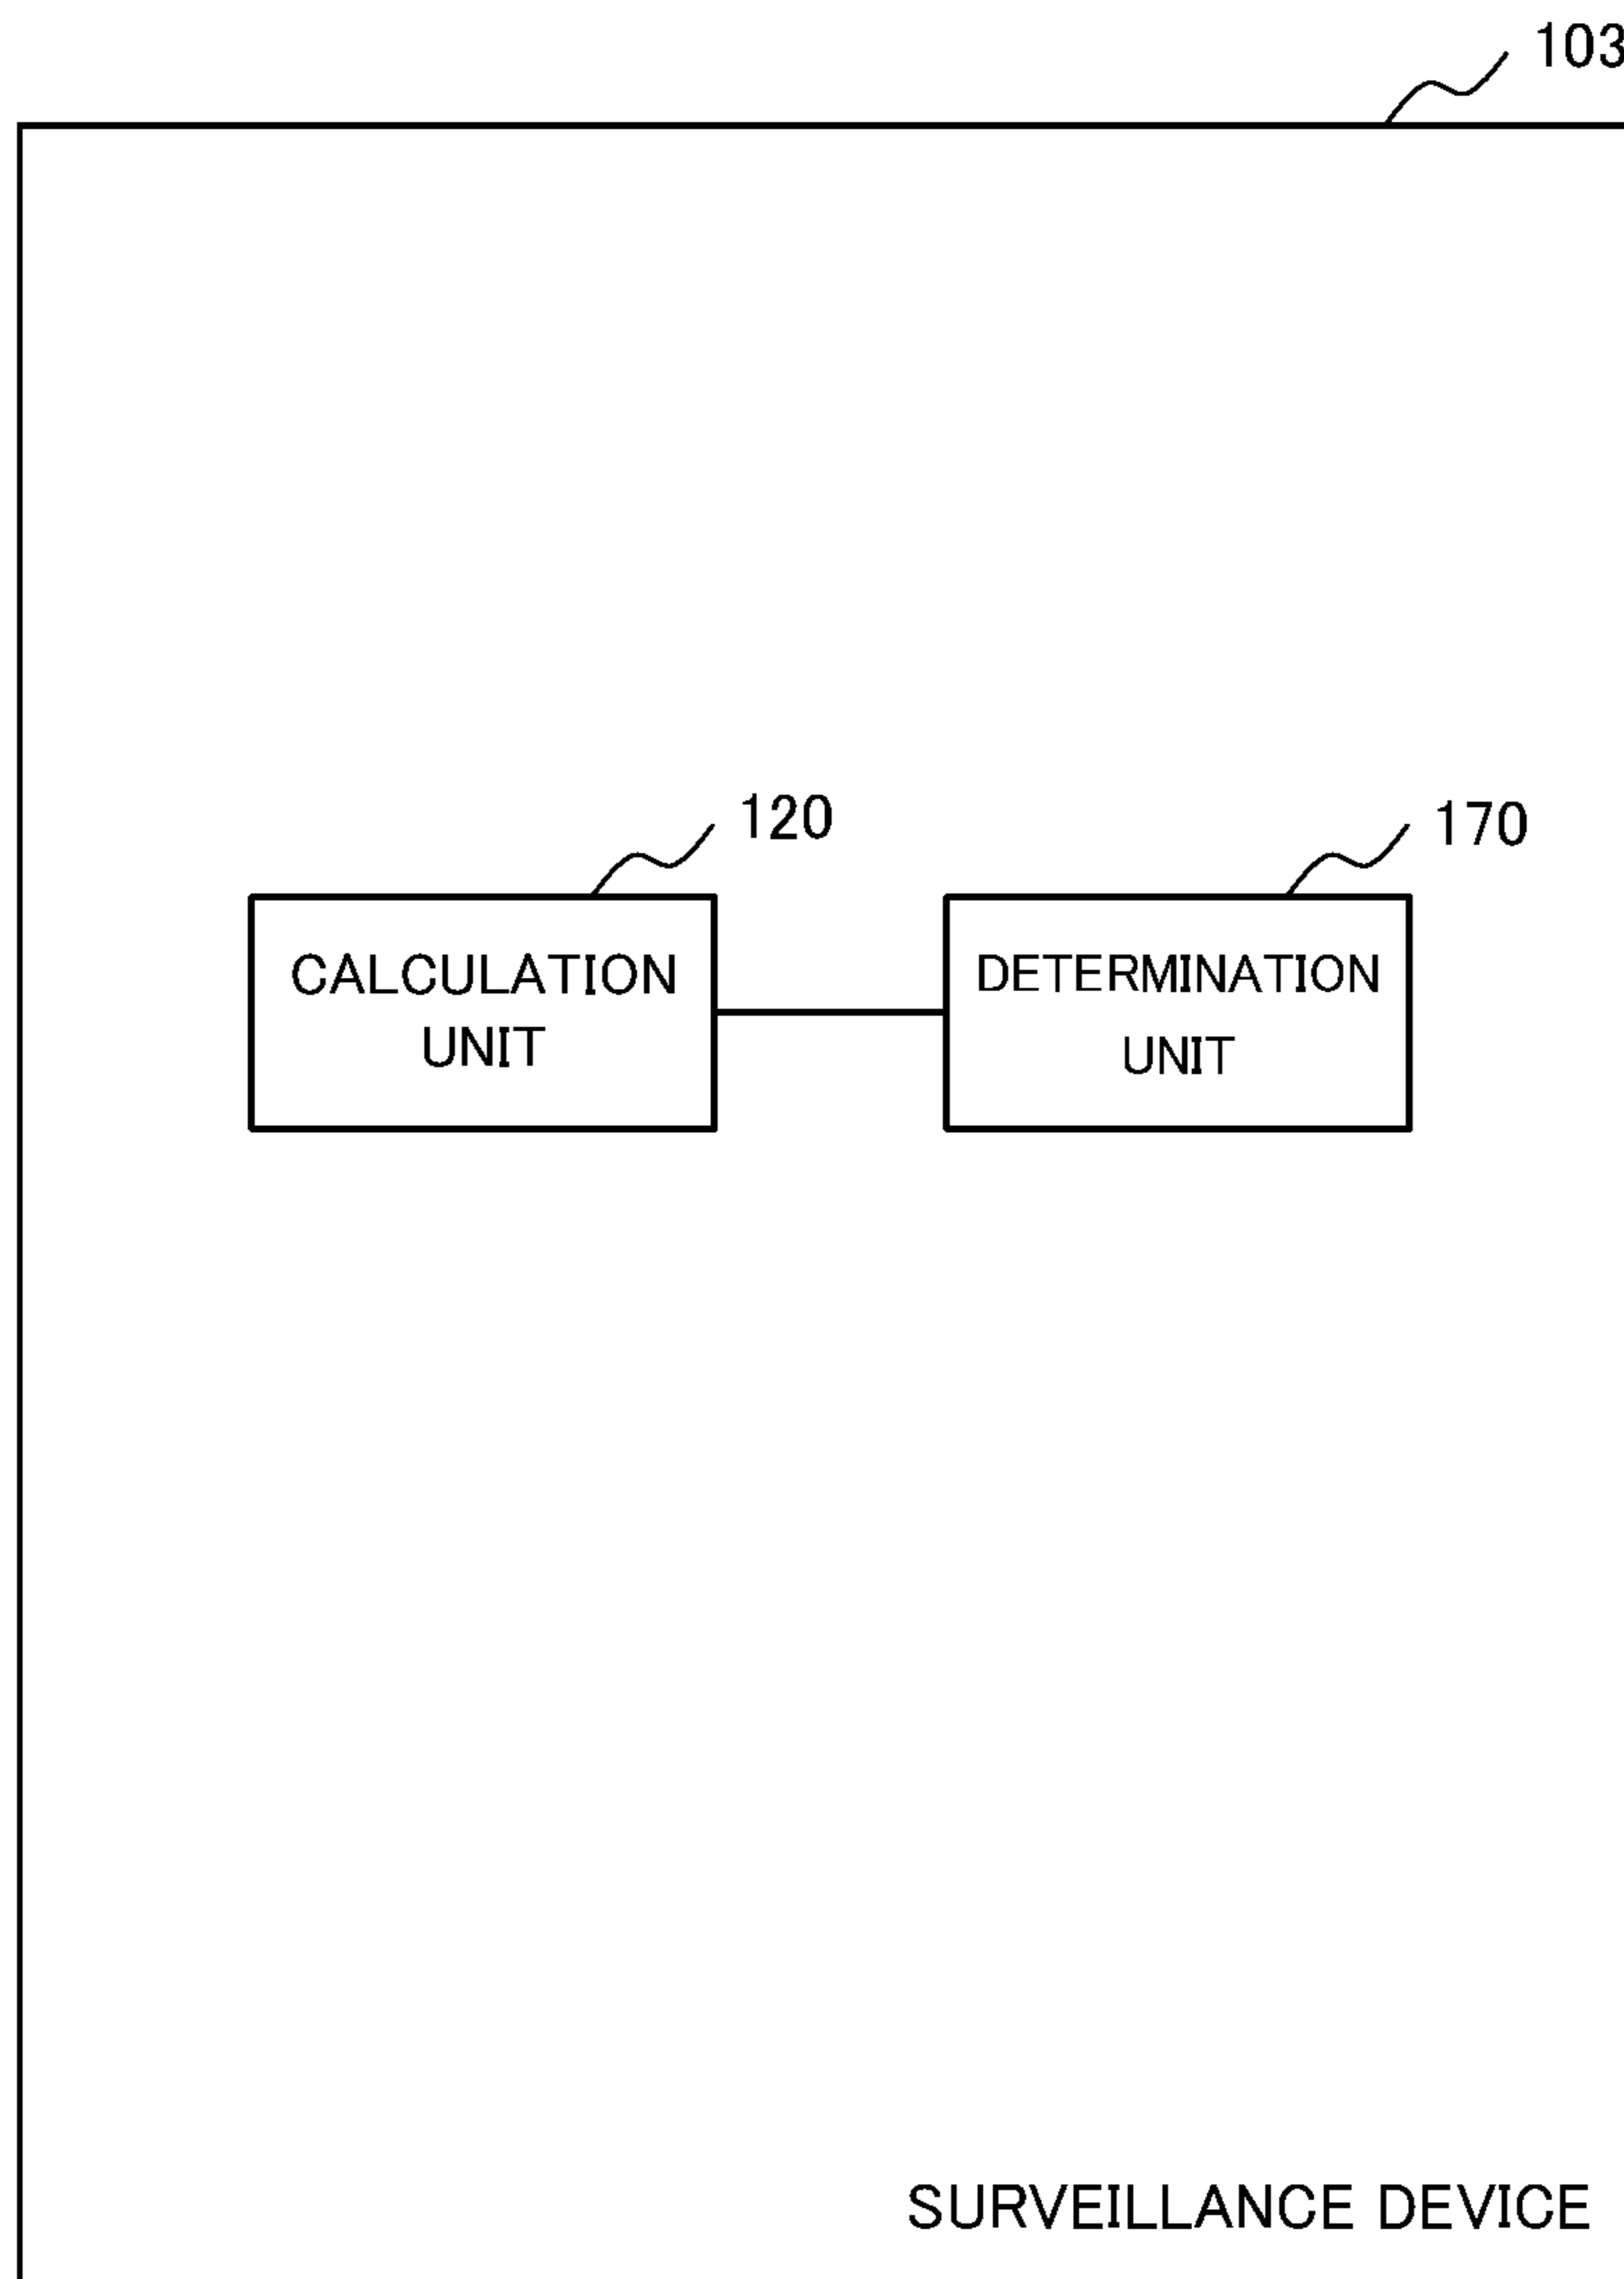 103
120
170
CALCULATION
UNIT
DETERMINATION
UNIT
SURVEILLANCE DEVICE